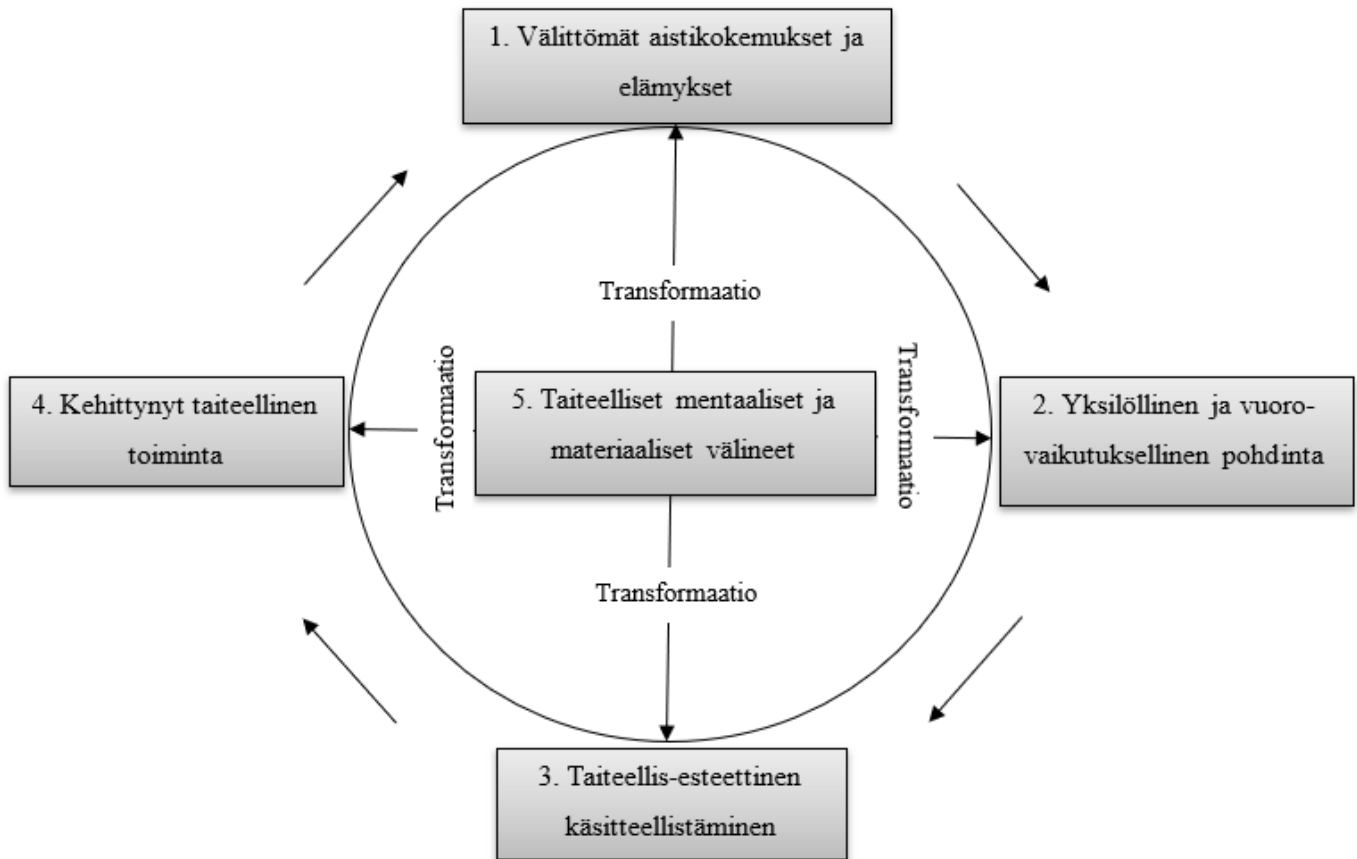 1. Välittömät aistikokemukset ja
elämykset
Transformaatio
4. Kehittynyt taiteellinen
toiminta
Transformaatio
5. Taiteelliset mentaaliset ja
materiaaliset välineet
Transformaatio
2. Yksilöllinen ja vuoro-
vaikutuksellinen pohdinta
Transformaatio
3. Taiteellis-esteettinen
käsitteellistäminen